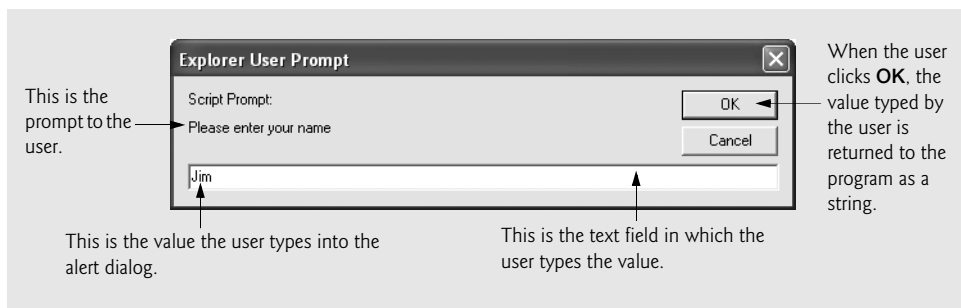 Explorer User Prompt
Script Prompt:
Please enter your name
OK
Cancel
Jim
This is the
prompt to the
user.
When the user
clicks OK, the
value typed by
the user is
returned to the
program as a
string.
This is the value the user types into the
alert dialog.
This is the text field in which the
user types the value.